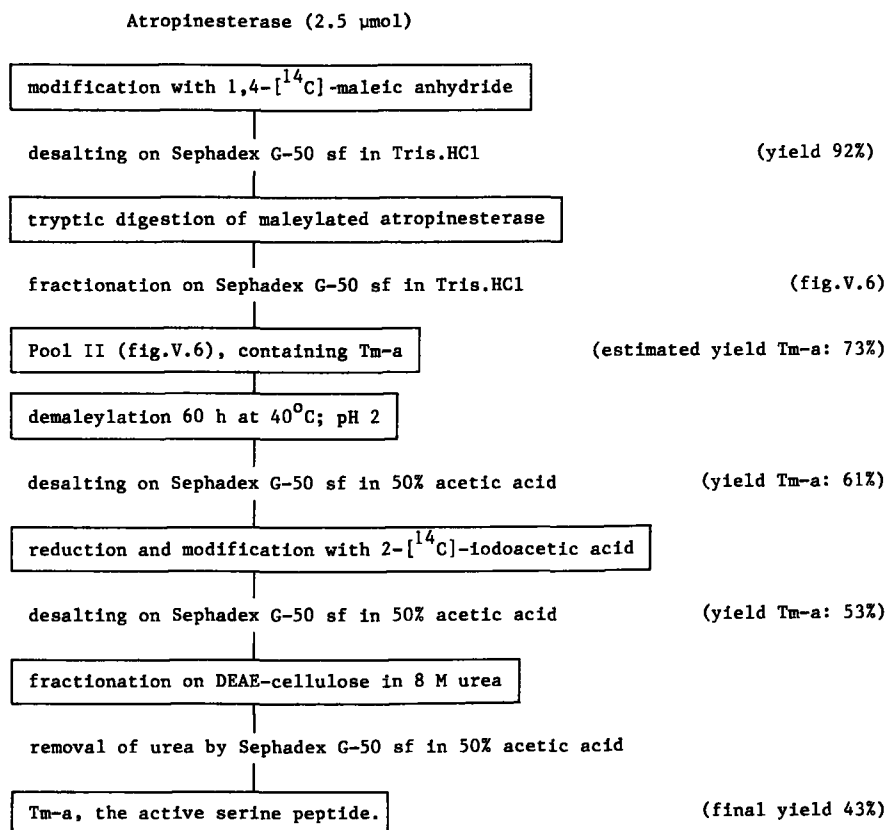 Atropinesterase (2.5 µmol)
modification with 1,4-[14C]-maleic anhydride
desalting on Sephadex G-50 sf in Tris.HCl (yield 92%)
tryptic digestion of maleylated atropinesterase
fractionation on Sephadex G-50 sf in Tris.HCl (fig.V.6)
Pool II (fig.V.6), containing Tm-a (estimated yield Tm-a: 73%)
demaleylation 60 h at 40°C; pH 2
desalting on Sephadex G-50 sf in 50% acetic acid (yield Tm-a: 61%)
reduction and modification with 2-[14C]-iodoacetic acid
desalting on Sephadex G-50 sf in 50% acetic acid (yield Tm-a: 53%)
fractionation on DEAE-cellulose in 8 M urea
removal of urea by Sephadex G-50 sf in 50% acetic acid
Tm-a, the active serine peptide. (final yield 43%)